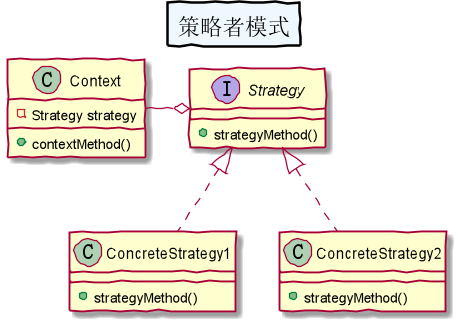 策略者模式
C Context
Strategy strategy
contextMethod()
I Strategy
strategyMethod()
C ConcreteStrategy1
strategyMethod()
C ConcreteStrategy2
strategyMethod()